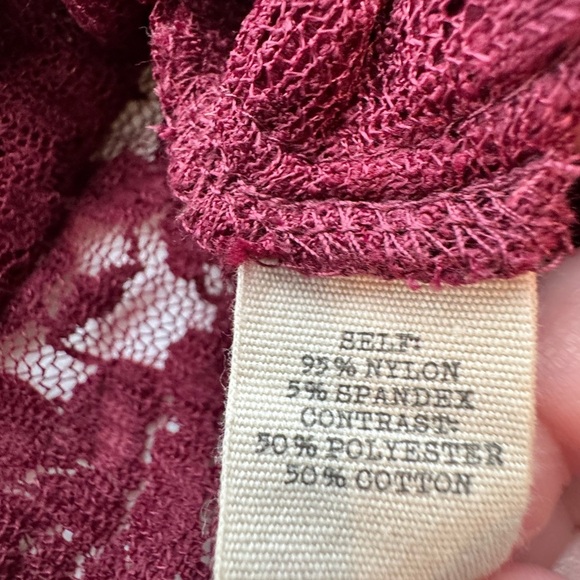 SELF:
95% NYLON
5% SPANDEX
CONTRAST:
50% POLYESTER
50% COTTON